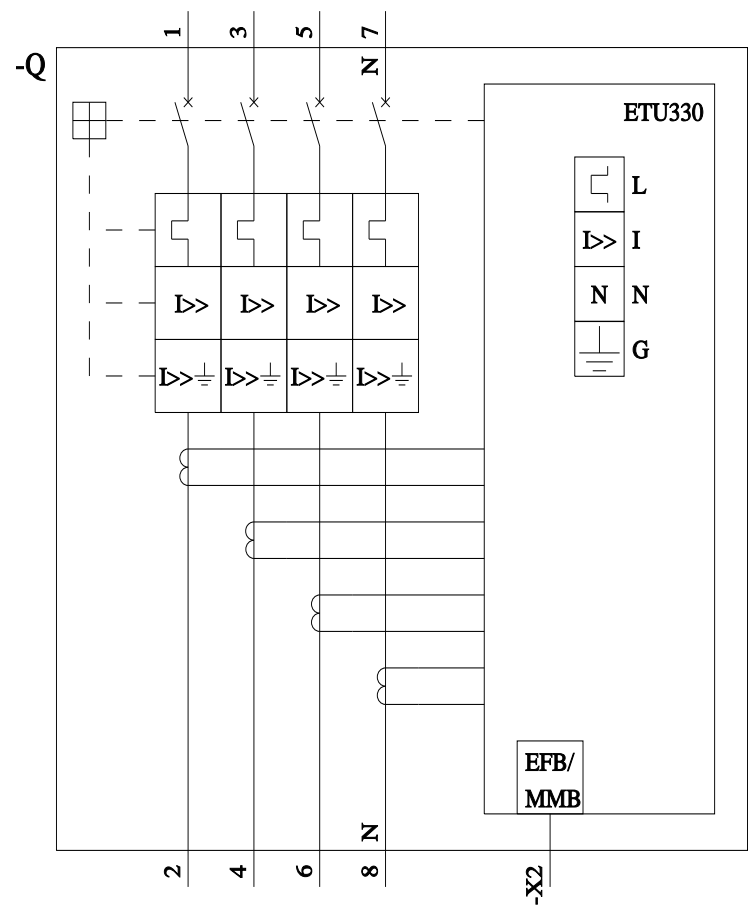 1 3 5 7
N
-Q
ETU330
L
I>> I
N N
G
I>> I>> I>> I>>
I>> I>> I>> I>>
EFB/
MMB
N
2 4 6 8
-X2